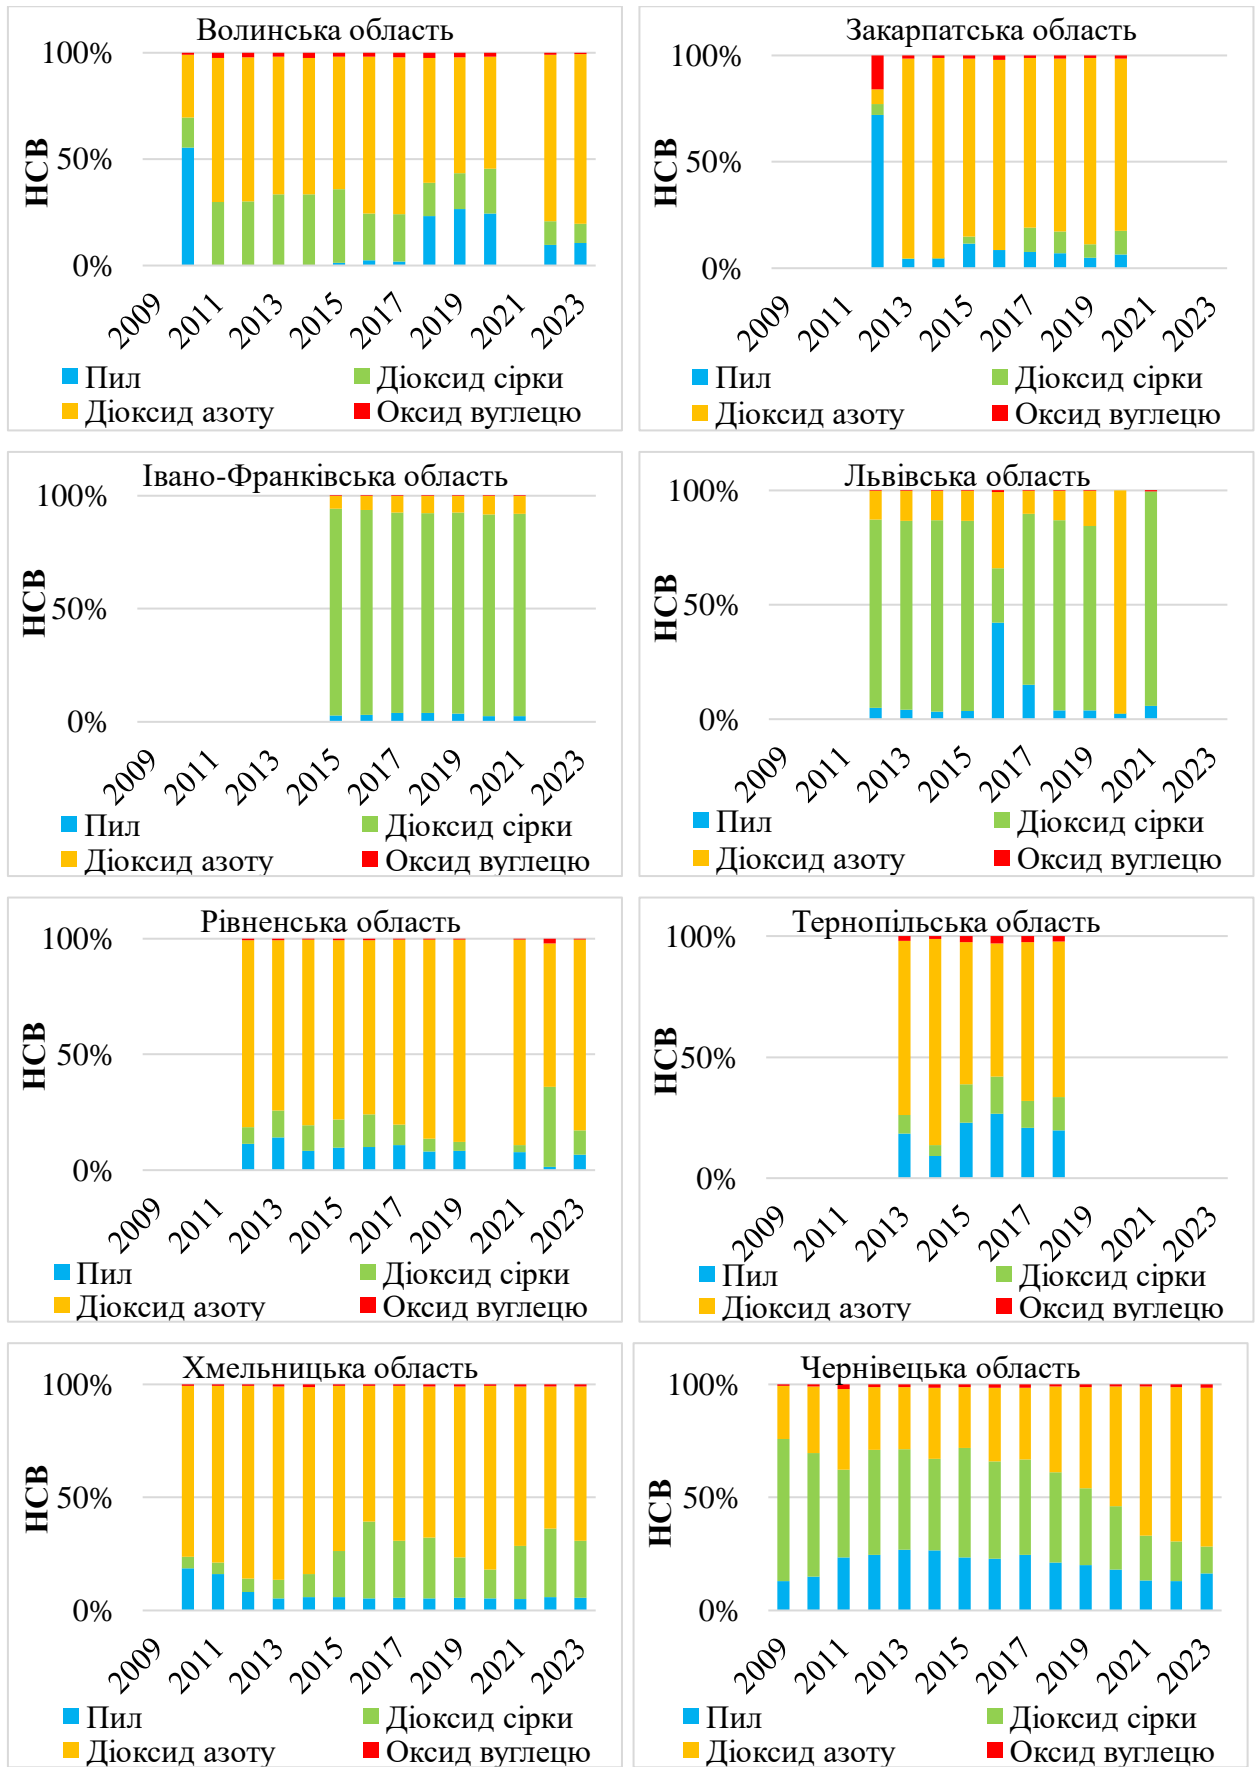 Волинська область
100%
50%
0%
НСВ
2009 2011 2013 2015 2017 2019 2021 2023
Пил Діоксид сірки
Діоксид азоту Оксид вуглецю
Закарпатська область
100%
50%
0%
НСВ
2009 2011 2013 2015 2017 2019 2021 2023
Пил Діоксид сірки
Діоксид азоту Оксид вуглецю
Івано-Франківська область
100%
50%
0%
НСВ
2009 2011 2013 2015 2017 2019 2021 2023
Пил Діоксид сірки
Діоксид азоту Оксид вуглецю
Львівська область
100%
50%
0%
НСВ
2009 2011 2013 2015 2017 2019 2021 2023
Пил Діоксид сірки
Діоксид азоту Оксид вуглецю
Рівненська область
100%
50%
0%
НСВ
2009 2011 2013 2015 2017 2019 2021 2023
Пил Діоксид сірки
Діоксид азоту Оксид вуглецю
Тернопільська область
100%
50%
0%
НСВ
2009 2011 2013 2015 2017 2019 2021 2023
Пил Діоксид сірки
Діоксид азоту Оксид вуглецю
Хмельницька область
100%
50%
0%
НСВ
2009 2011 2013 2015 2017 2019 2021 2023
Пил Діоксид сірки
Діоксид азоту Оксид вуглецю
Чернівецька область
100%
50%
0%
НСВ
2009 2011 2013 2015 2017 2019 2021 2023
Пил Діоксид сірки
Діоксид азоту Оксид вуглецю